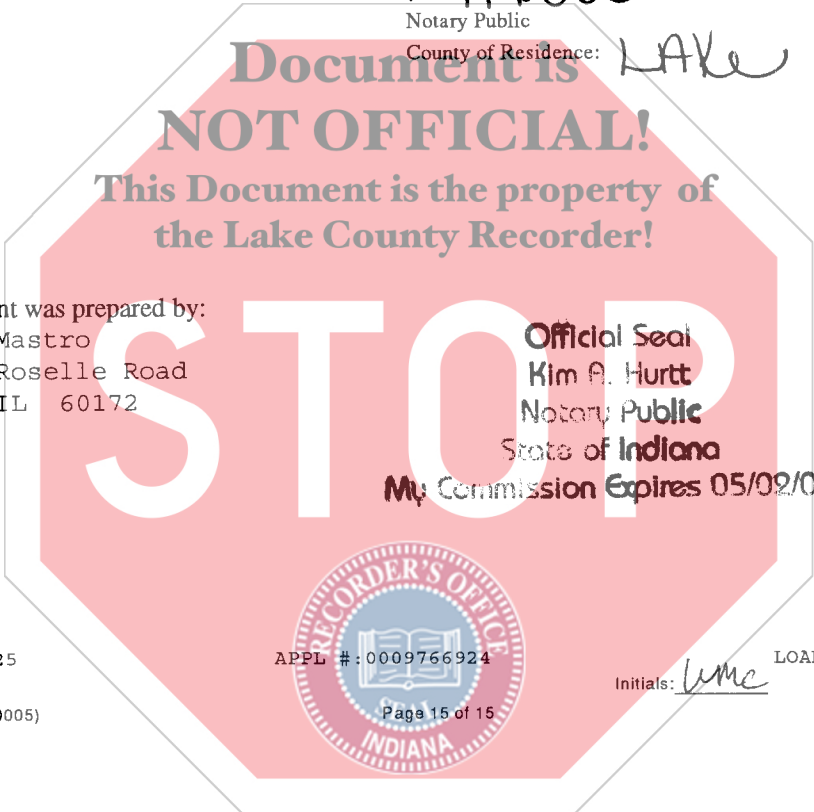 Notary Public
County of Residence: LAKe
Document is
NOT OFFICIAL!
This Document is the property of
the Lake County Recorder!
STOP
nt was prepared by:
Mastro
Roselle Road
IL 60172
Official Seal
Kim A. Hurtt
Notary Public
State of Indiana
My Commission Expires 05/02/0
RECORDER'S OFFICE
SEAL
INDIANA
25
APPL #:0009766924
LOA
Initials:
0005)
Page 15 of 15